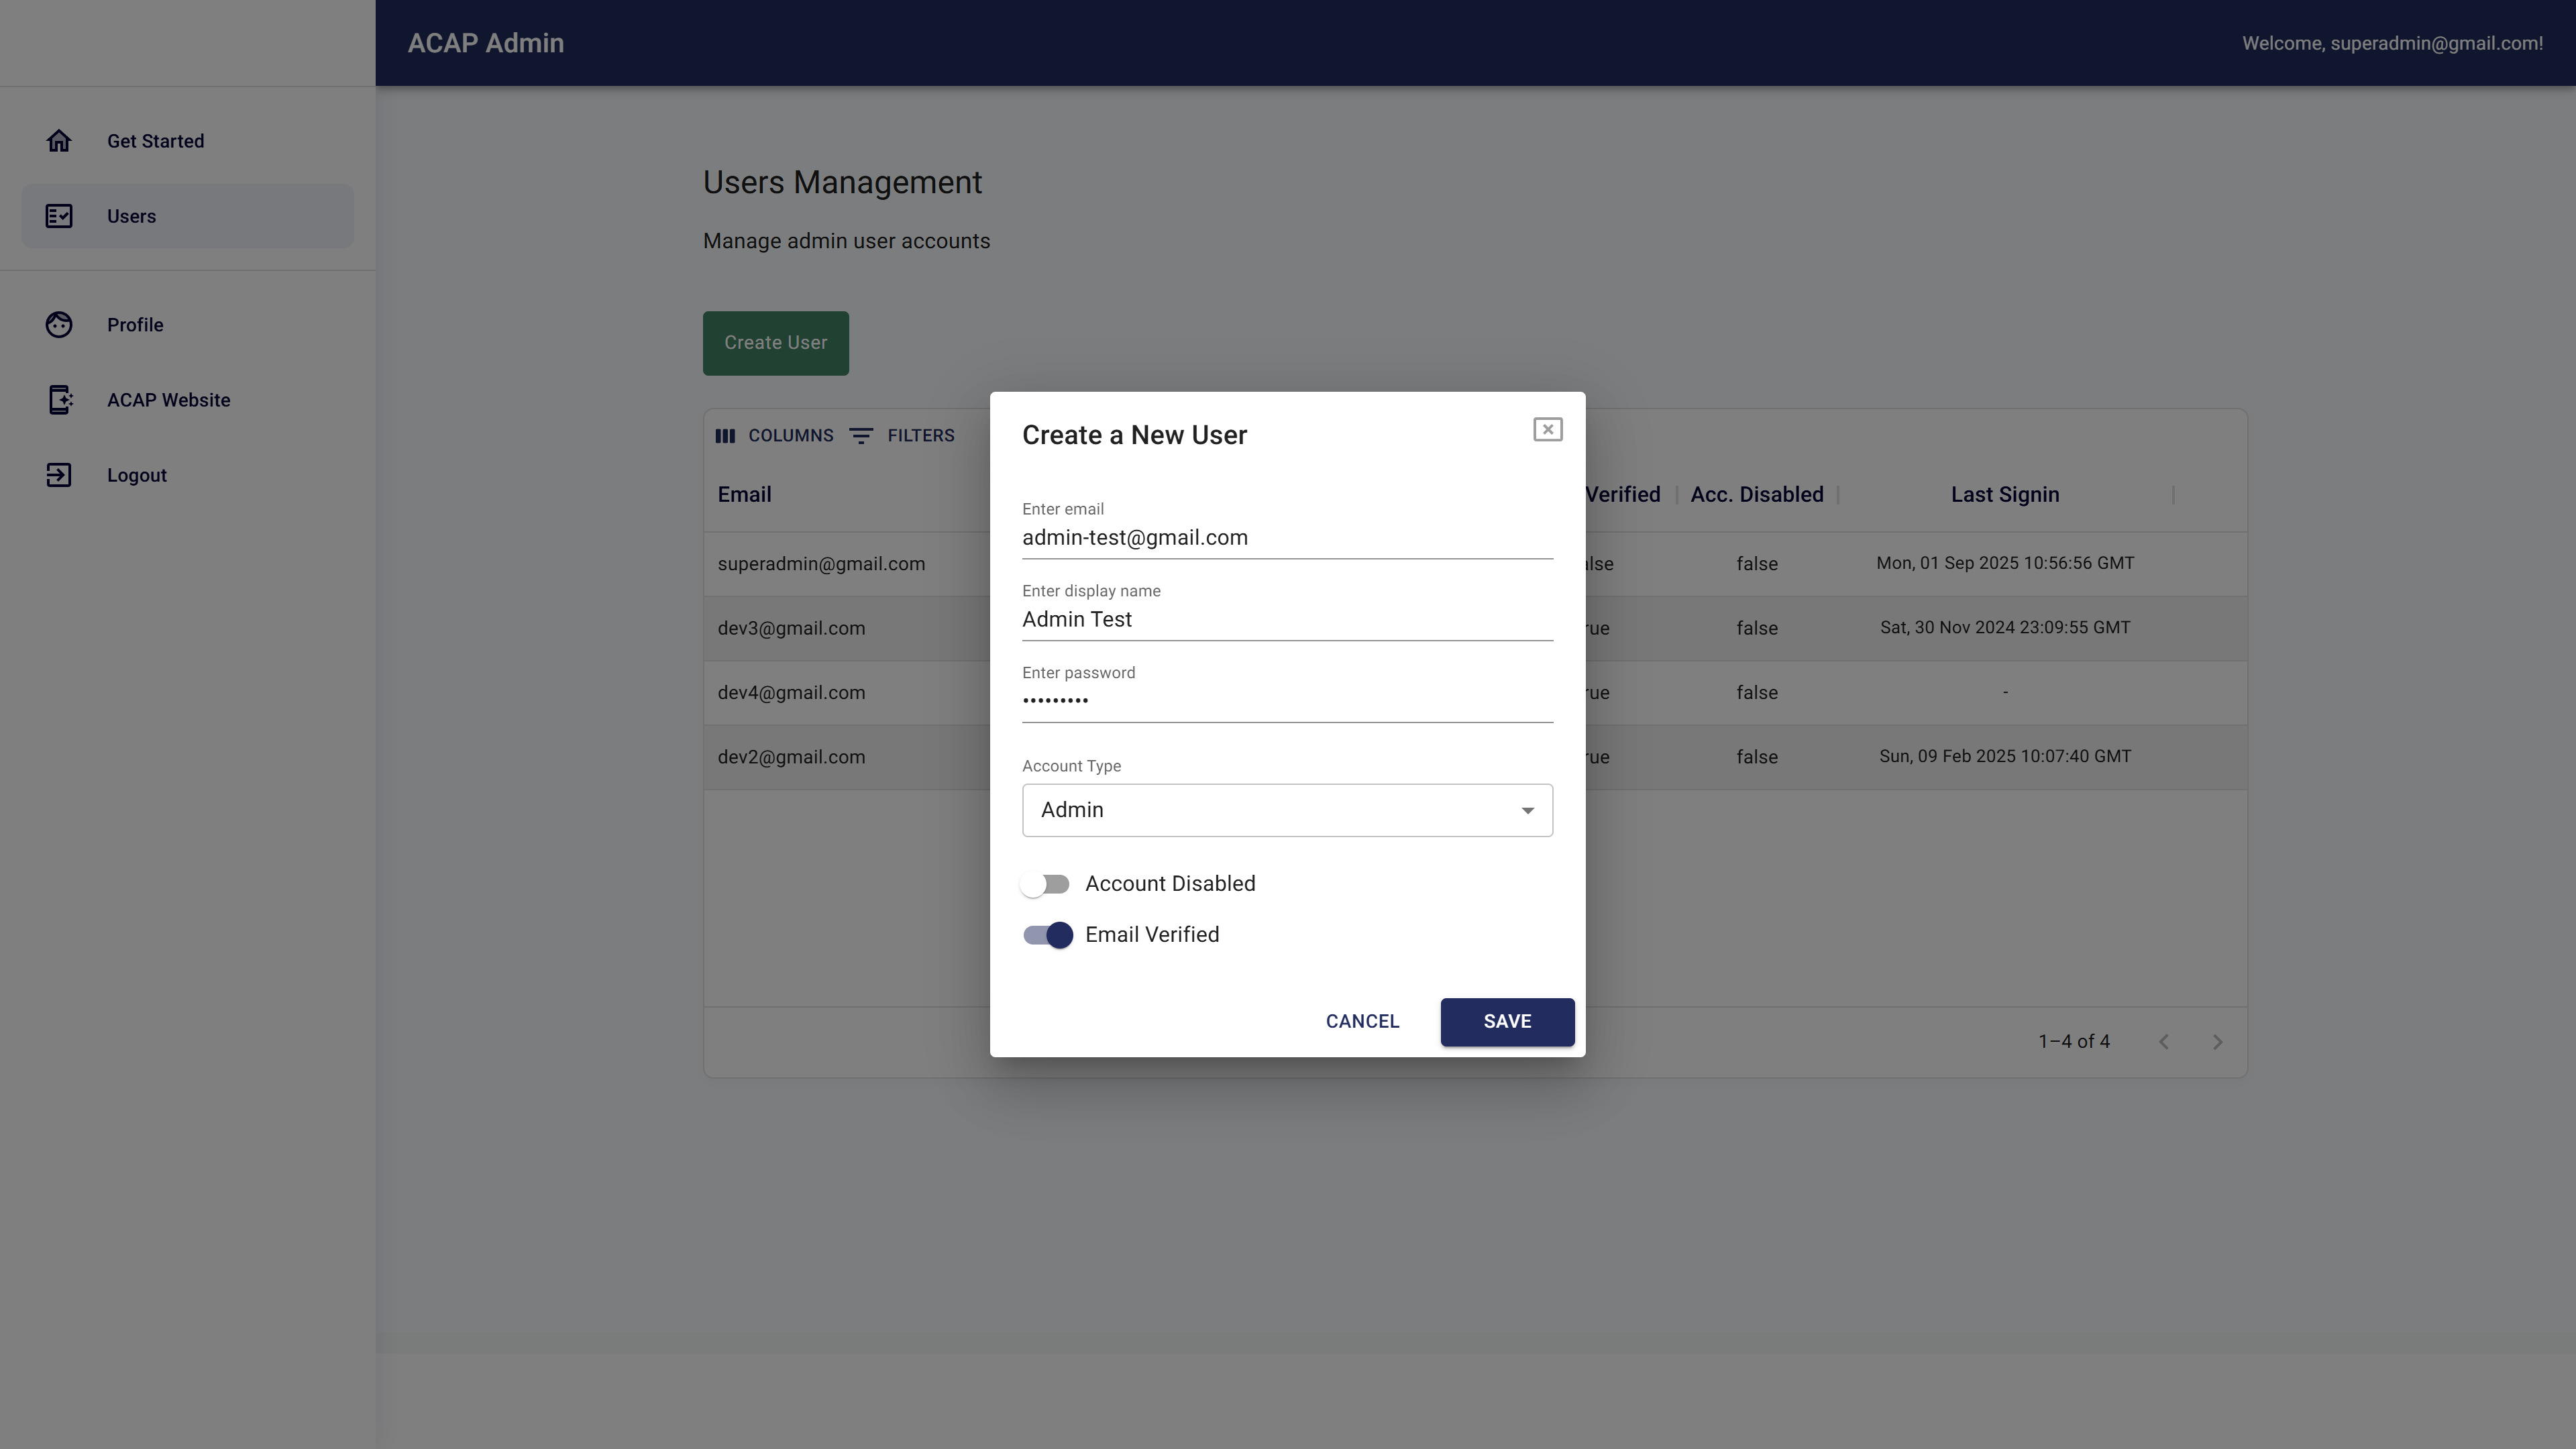 ACAP Admin
Welcome, superadmin@gmail.com!
Get Started
Users
Profile
ACAP Website
Logout
Users Management
Manage admin user accounts
Create User
COLUMNS FILTERS
Email Verified Acc. Disabled Last Signin
superadmin@gmail.com false Mon, 01 Sep 2025 10:56:56 GMT
dev3@gmail.com false Sat, 30 Nov 2024 23:09:55 GMT
dev4@gmail.com false -
dev2@gmail.com false Sun, 09 Feb 2025 10:07:40 GMT
1–4 of 4
Create a New User
Enter email
admin-test@gmail.com
Enter display name
Admin Test
Enter password
•••••••••
Account Type
Admin
Account Disabled
Email Verified
CANCEL SAVE